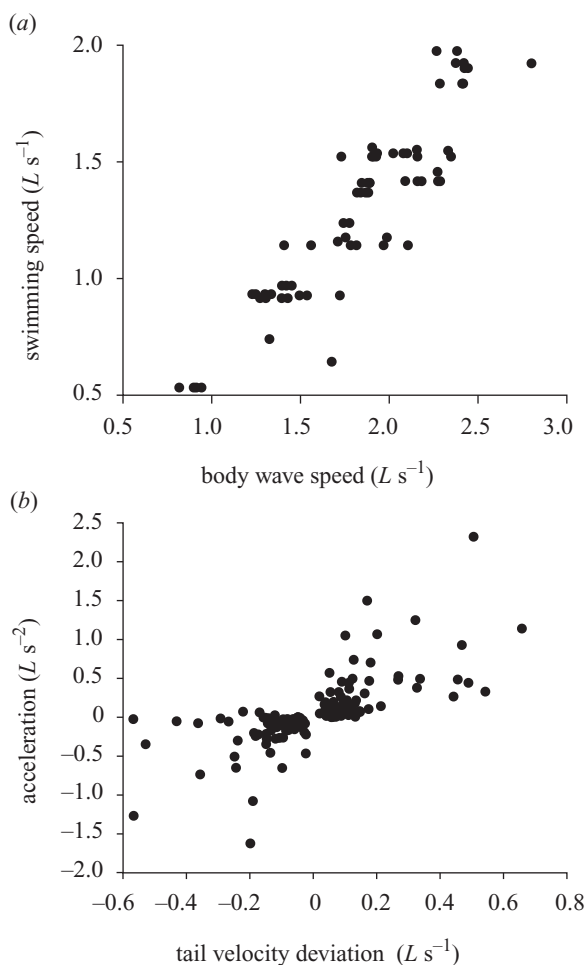 (a)
2.0
1.5
1.0
0.5
swimming speed (L s⁻¹)
0.5 1.0 1.5 2.0 2.5 3.0
body wave speed (L s⁻¹)
(b)
2.5
2.0
1.5
1.0
0.5
0
−0.5
−1.0
−1.5
−2.0
acceleration (L s⁻²)
−0.6 −0.4 −0.2 0 0.2 0.4 0.6 0.8
tail velocity deviation (L s⁻¹)